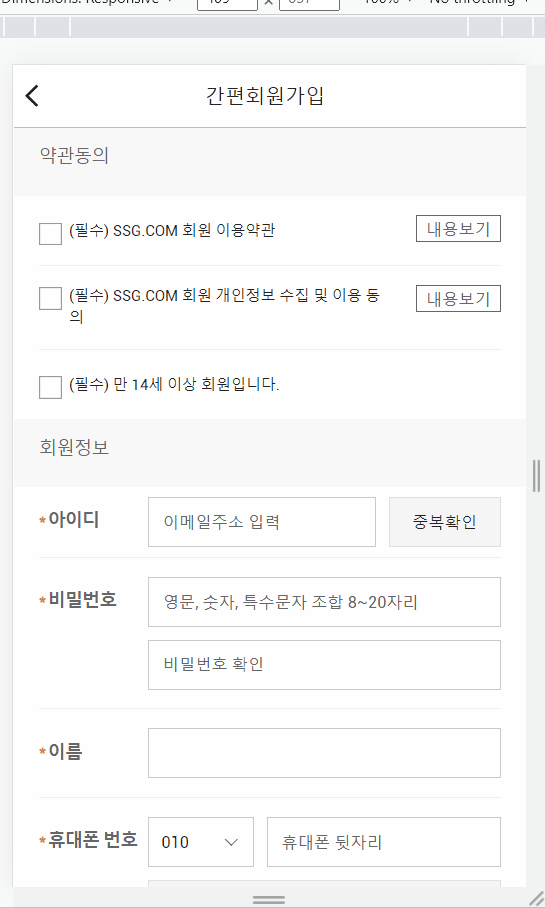 Dimensions: Responsive
×
100%
No throttling
간편회원가입
약관동의
(필수) SSG.COM 회원 이용약관
내용보기
(필수) SSG.COM 회원 개인정보 수집 및 이용 동
의
내용보기
(필수) 만 14세 이상 회원입니다.
회원정보
*아이디
이메일주소 입력
중복확인
*비밀번호
영문, 숫자, 특수문자 조합 8~20자리
비밀번호 확인
*이름
*휴대폰 번호
010
휴대폰 뒷자리